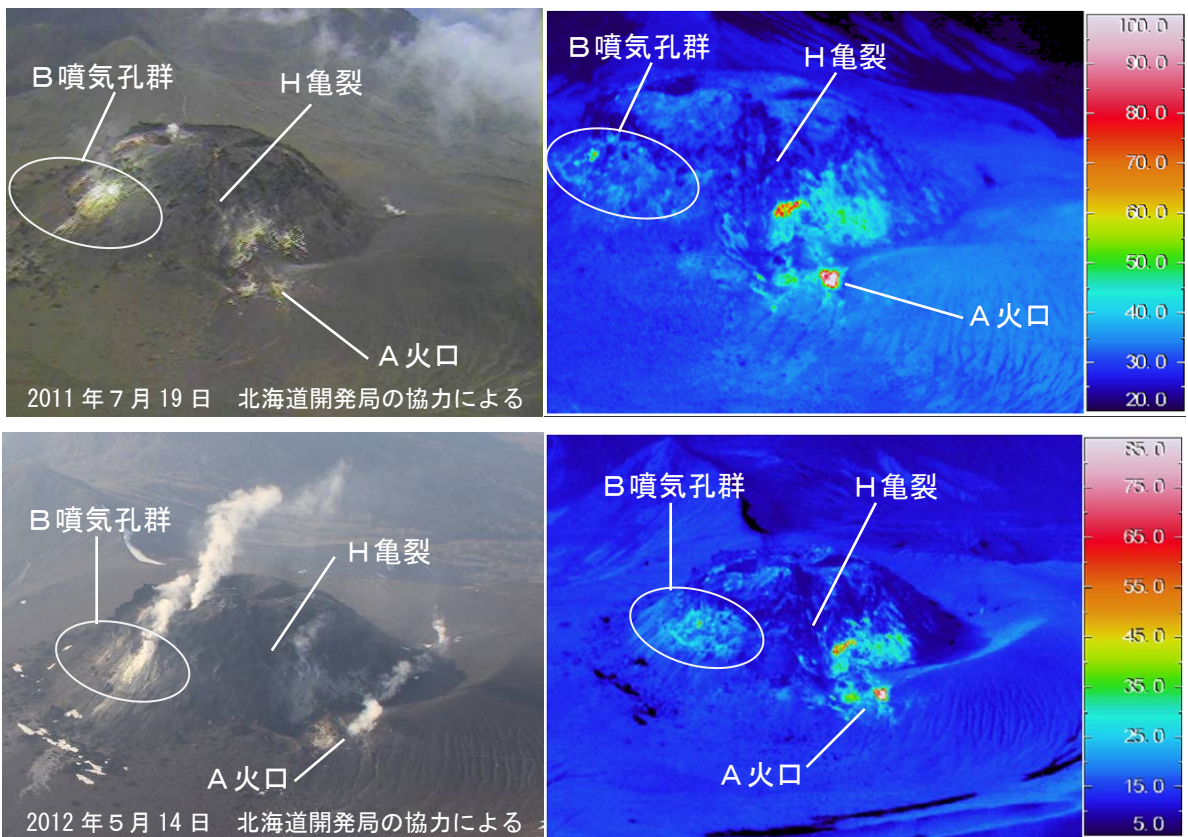 B噴気孔群
H亀裂
A火口
2011年7月19日 北海道開発局の協力による
B噴気孔群
H亀裂
A火口
100.0
90.0
80.0
70.0
60.0
50.0
40.0
30.0
20.0
B噴気孔群
H亀裂
A火口
2012年5月14日 北海道開発局の協力による
B噴気孔群
H亀裂
A火口
85.0
75.0
65.0
55.0
45.0
35.0
25.0
15.0
5.0